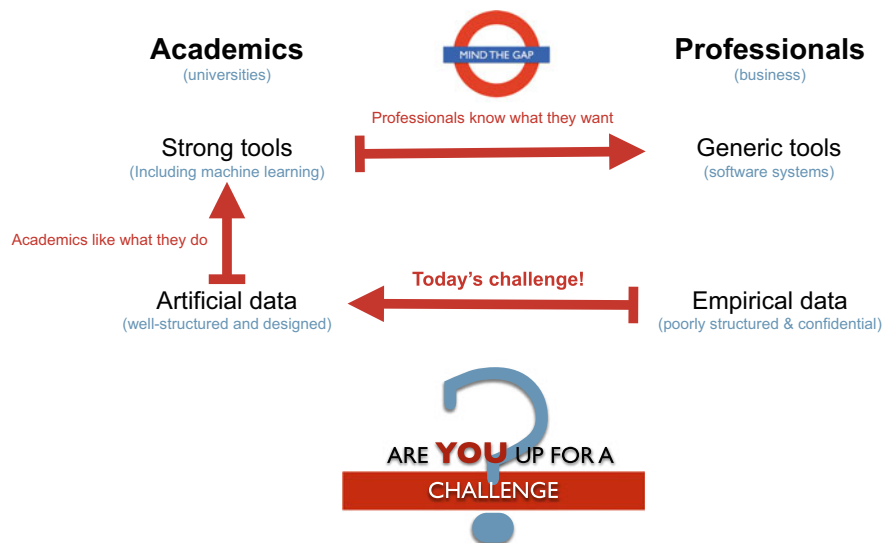 Academics
(universities)
MIND THE GAP
Professionals
(business)
Professionals know what they want
Strong tools
(Including machine learning)
Generic tools
(software systems)
Academics like what they do
Today's challenge!
Artificial data
(well-structured and designed)
Empirical data
(poorly structured & confidential)
?
ARE YOU UP FOR A
CHALLENGE